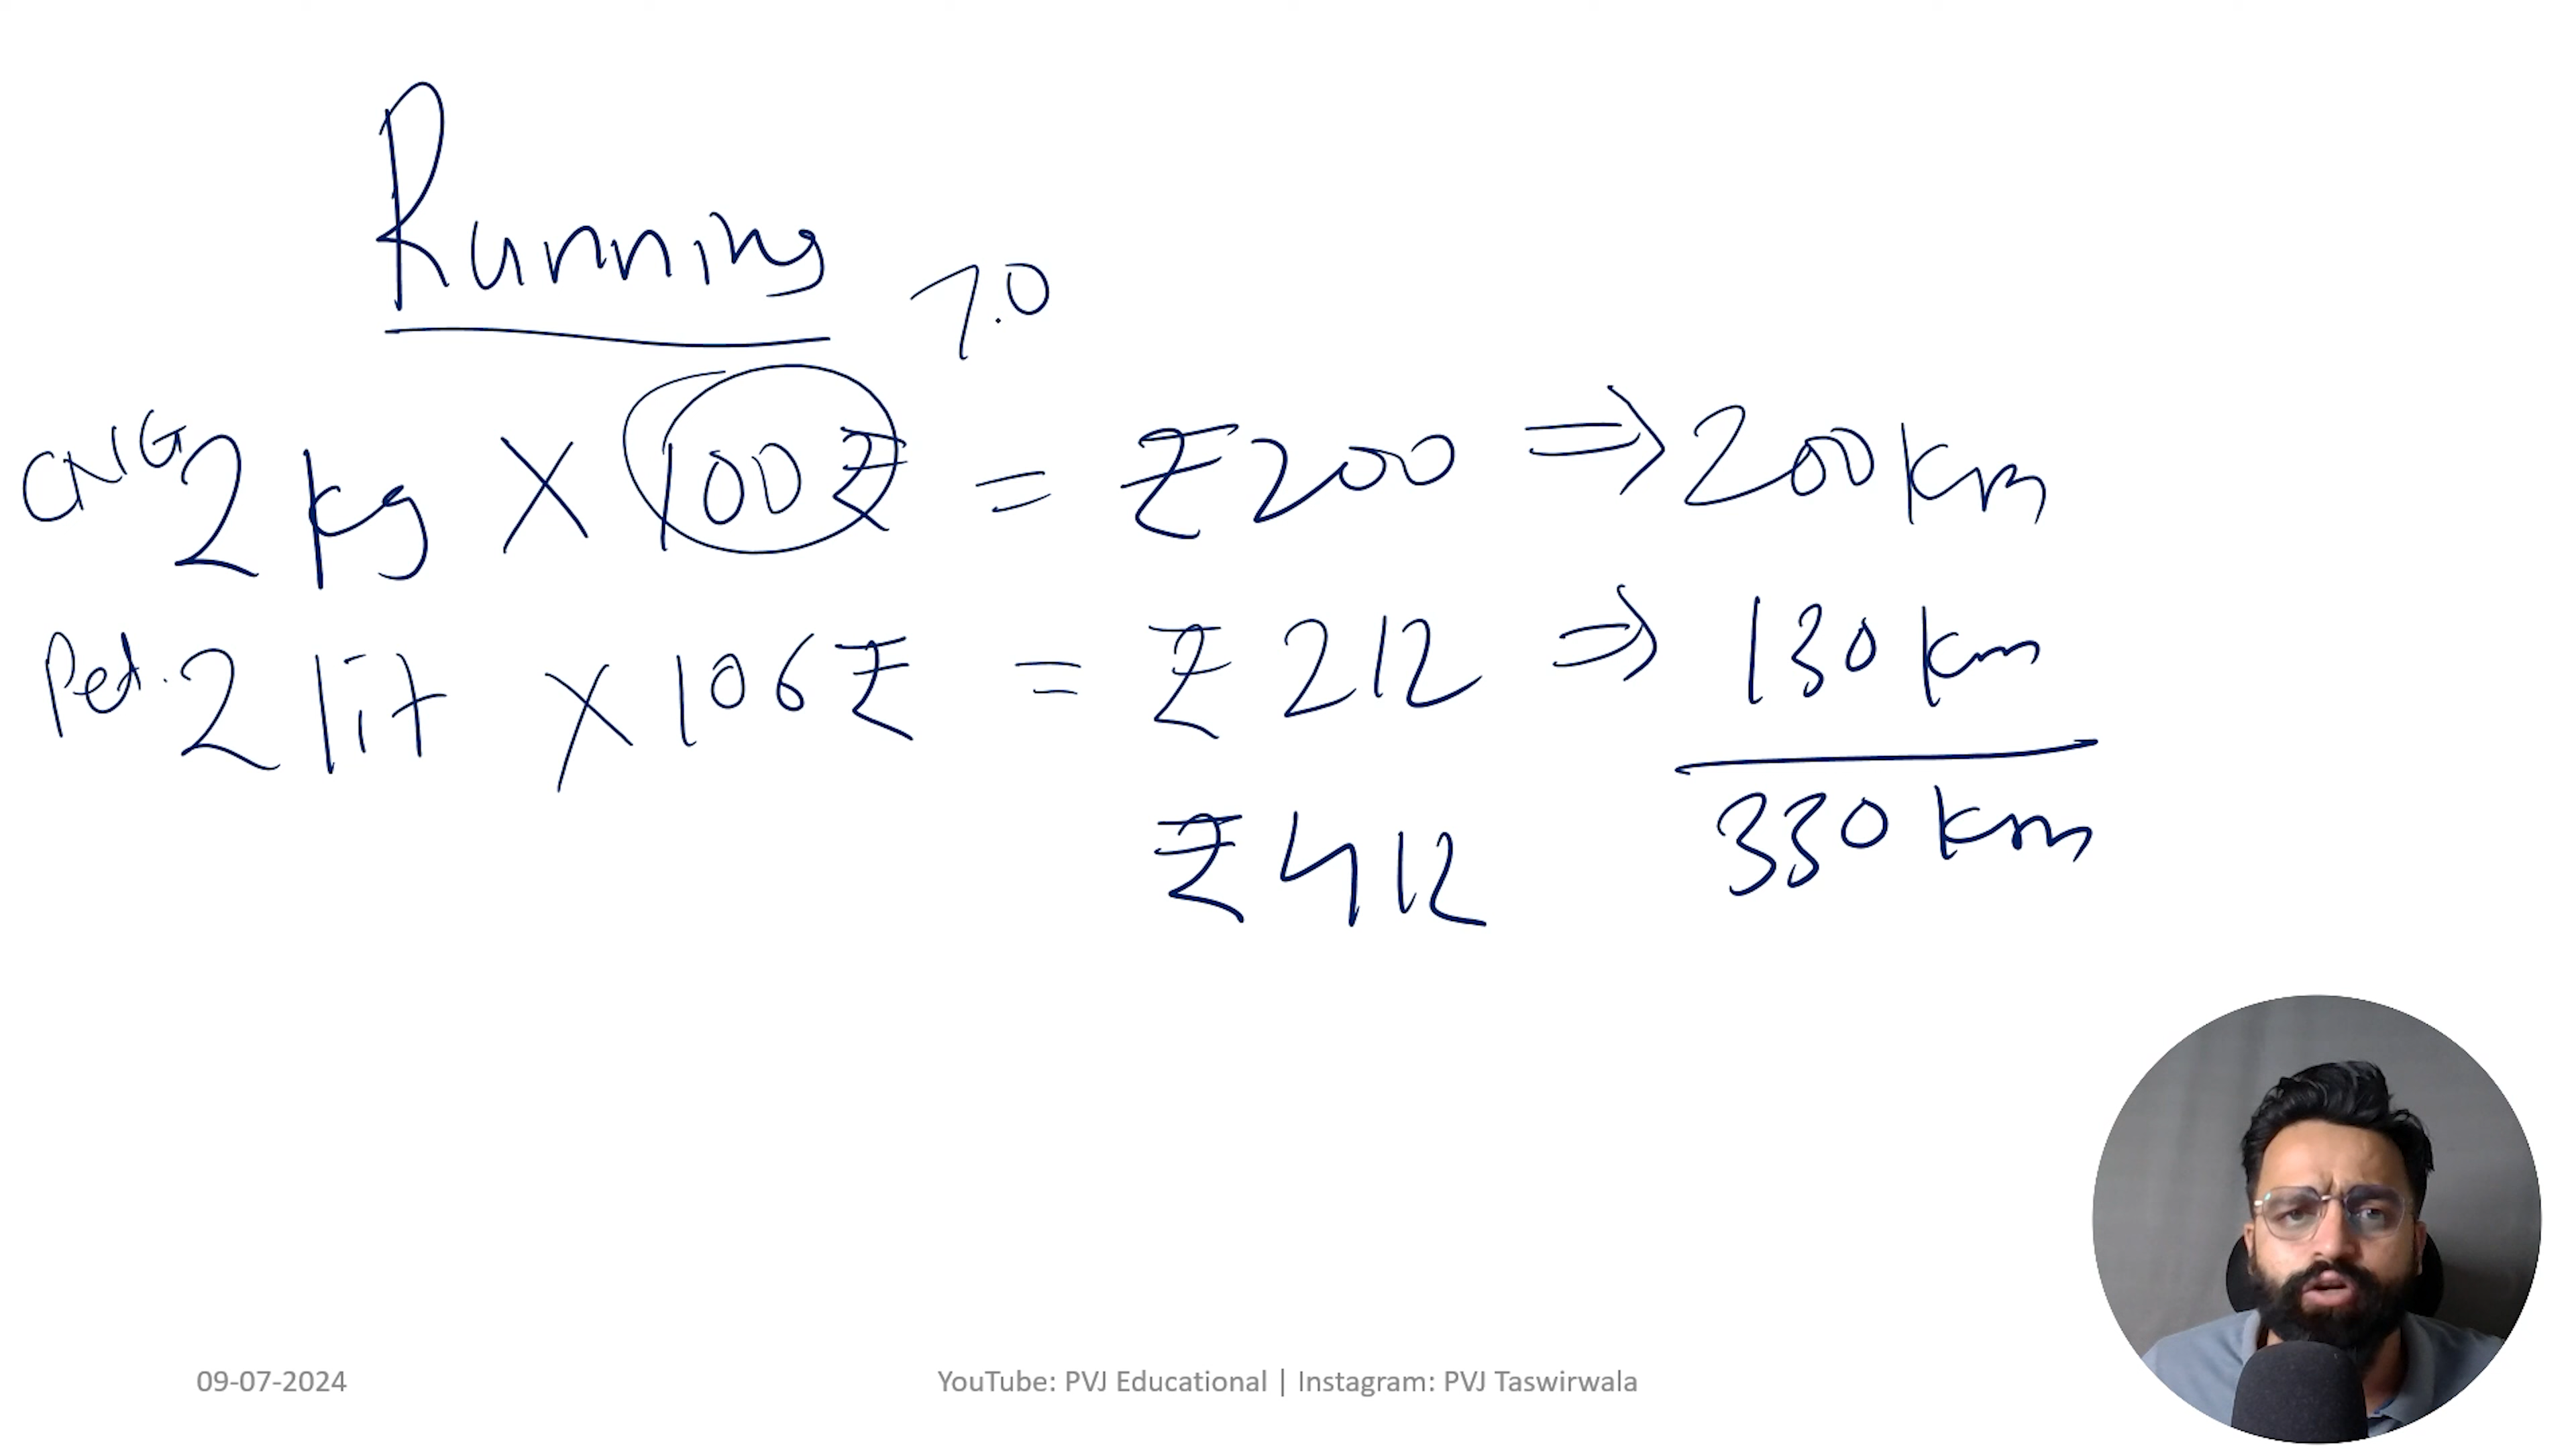 Running
7.0
CNG 2 kg X 100 ₹ = ₹ 200 ⇒ 200 km
Pet. 2 lit X 106 ₹ = ₹ 212 ⇒ 130 km
₹ 412 330 km
09-07-2024
YouTube: PVJ Educational | Instagram: PVJ Taswirwala